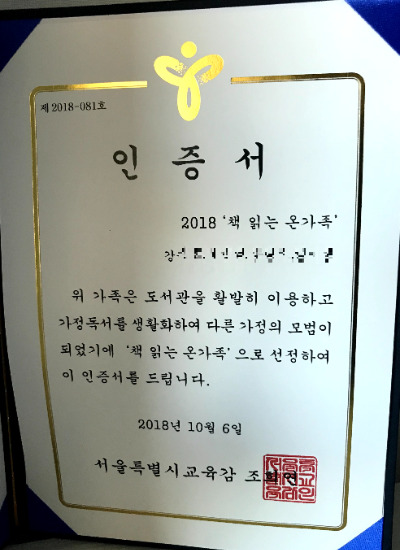 제 2018-081호
인 증 서
2018 '책 읽는 온가족'
위 가족은 도서관을 활발히 이용하고
가정독서를 생활화하여 다른 가정의 모범이
되었기에 '책 읽는 온가족'으로 선정하여
이 인증서를 드립니다.
2018년 10월 6일
서울특별시교육감 조희연